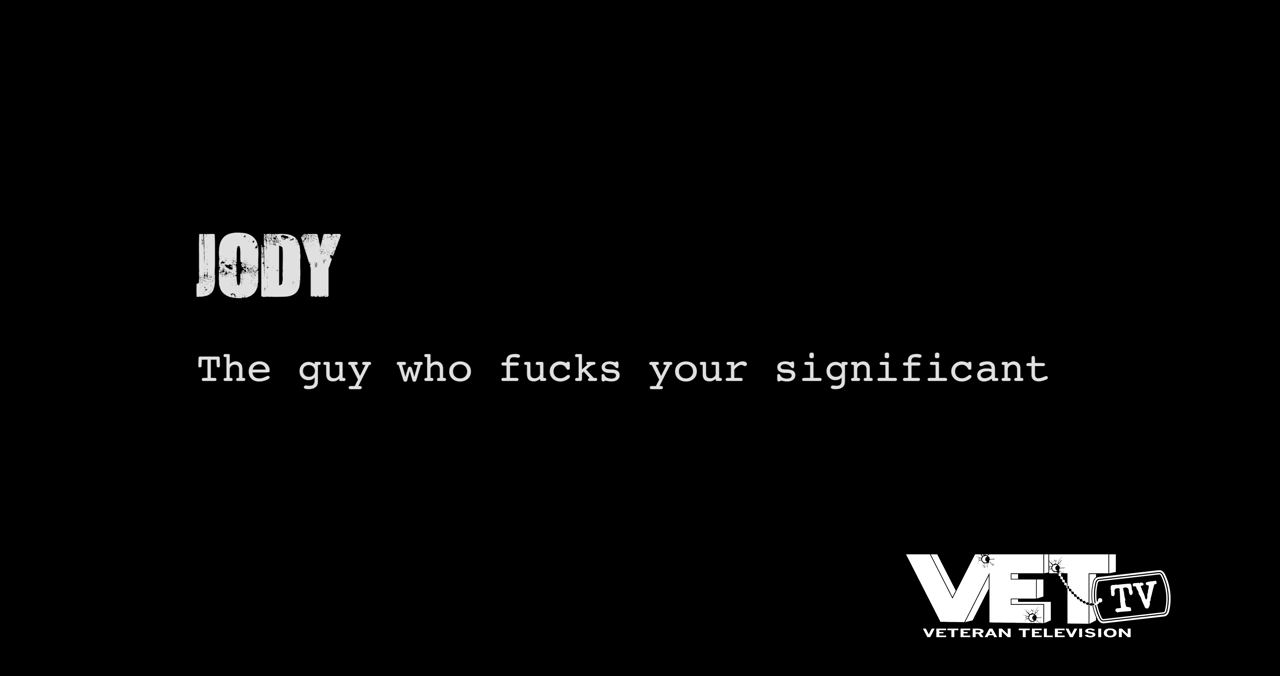 JODY
The guy who fucks your significant
VET
TV
VETERAN TELEVISION